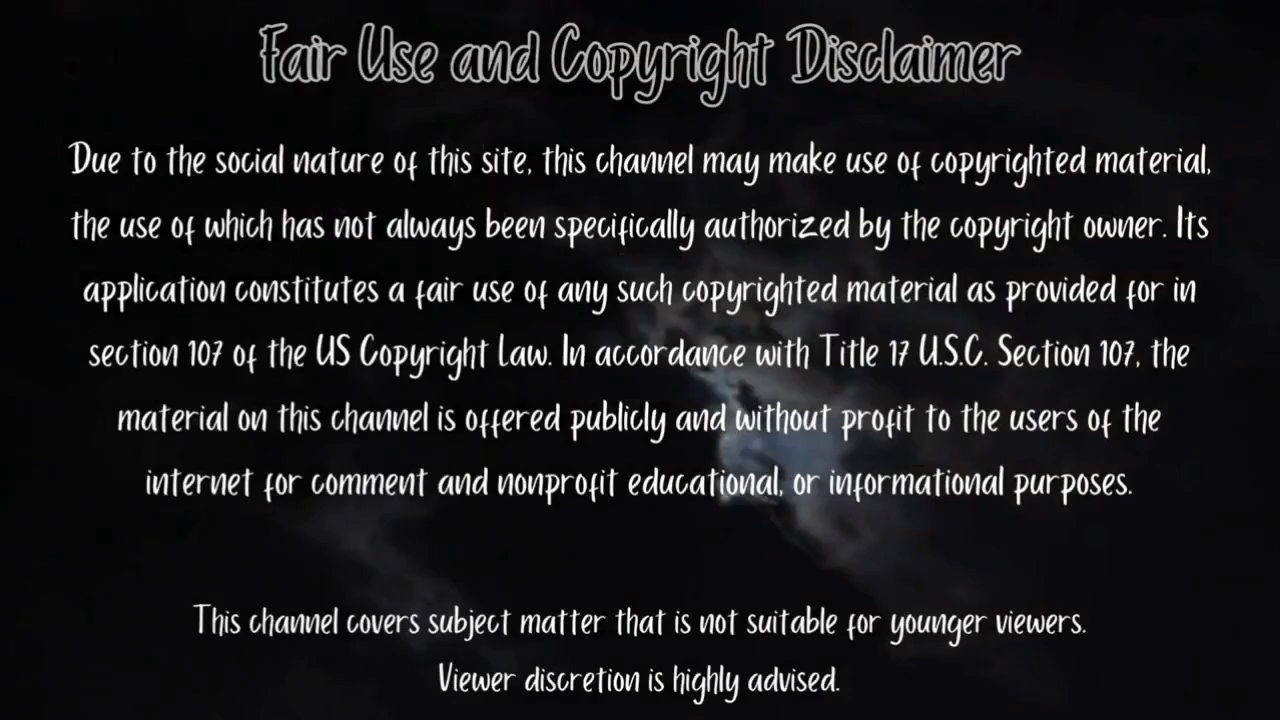 Fair Use and Copyright Disclaimer
Due to the social nature of this site, this channel may make use of copyrighted material,
the use of which has not always been specifically authorized by the copyright owner. Its
application constitutes a fair use of any such copyrighted material as provided for in
section 107 of the US Copyright Law. In accordance with Title 17 U.S.C. Section 107, the
material on this channel is offered publicly and without profit to the users of the
internet for comment and nonprofit educational, or informational purposes.
This channel covers subject matter that is not suitable for younger viewers.
Viewer discretion is highly advised.